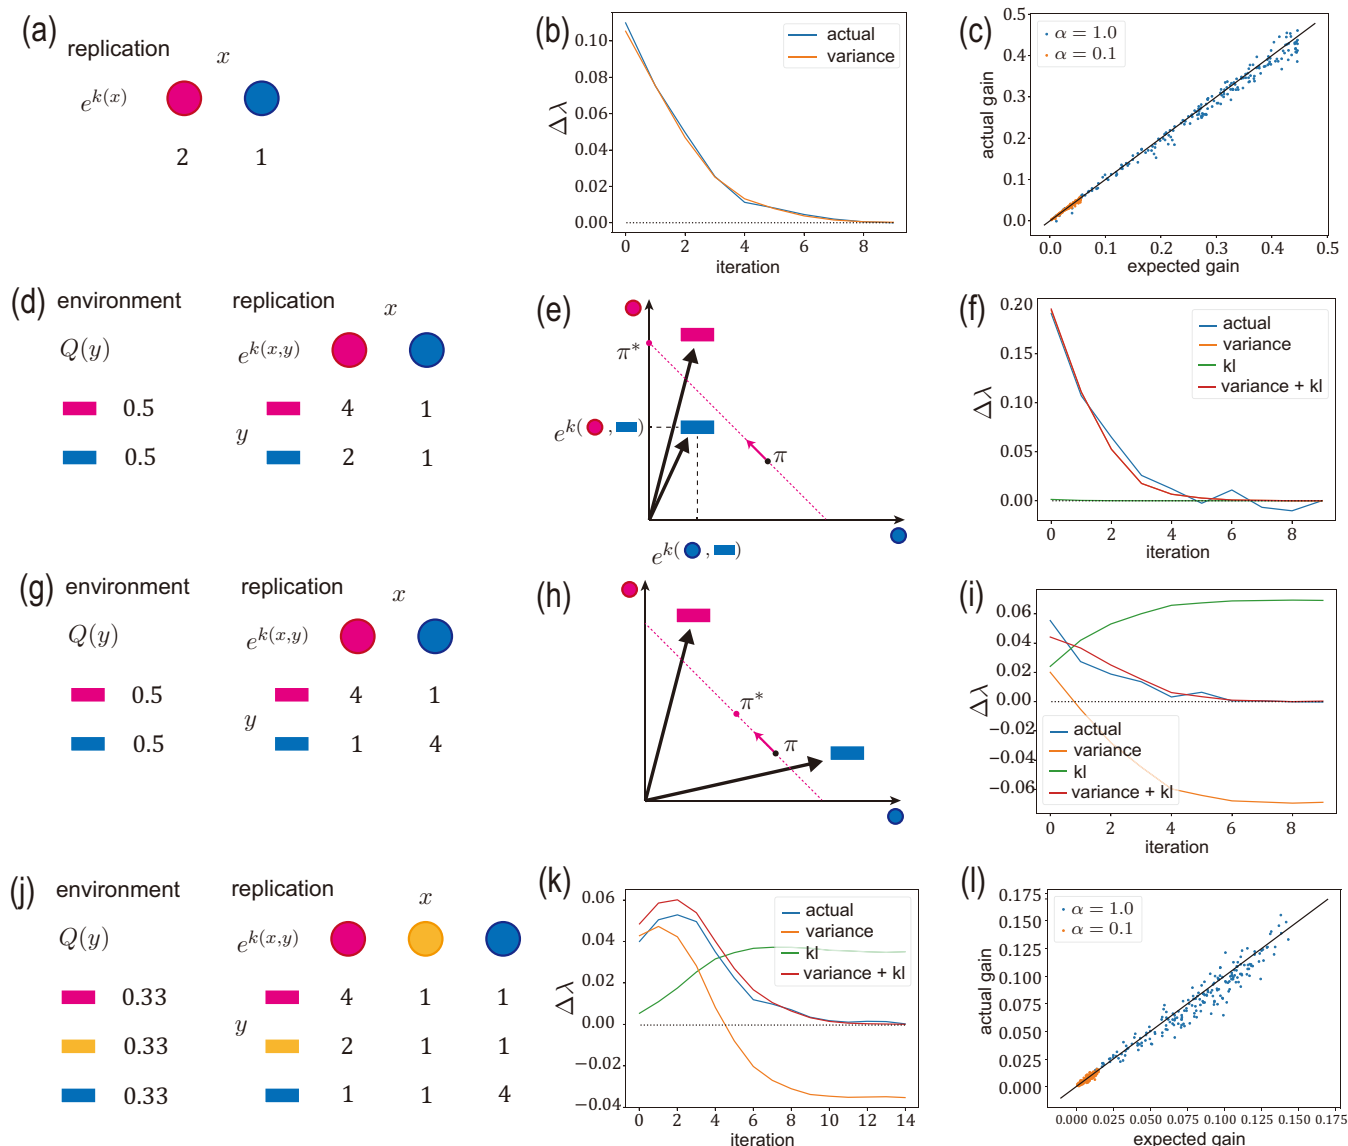 (a)
replication
x
e^{k(x)}
2 1
(b)
Δλ
0.10
0.08
0.06
0.04
0.02
0.00
0 2 4 6 8
iteration
actual
variance
(c)
actual gain
0.5
0.4
0.3
0.2
0.1
0.0
0.0 0.1 0.2 0.3 0.4 0.5
expected gain
α = 1.0
α = 0.1
(d)
environment
replication
x
Q(y)
e^{k(x,y)}
0.5
4 1
y
0.5
2 1
(e)
π*
π
e^{k( , )}
e^{k( , )}
(f)
Δλ
0.20
0.15
0.10
0.05
0.00
0 2 4 6 8
iteration
actual
variance
kl
variance + kl
(g)
environment
replication
x
Q(y)
e^{k(x,y)}
0.5
4 1
y
0.5
1 4
(h)
π*
π
(i)
Δλ
0.06
0.04
0.02
0.00
−0.02
−0.04
−0.06
0 2 4 6 8
iteration
actual
variance
kl
variance + kl
(j)
environment
replication
x
Q(y)
e^{k(x,y)}
0.33
4 1 1
y
0.33
2 1 1
0.33
1 1 4
(k)
Δλ
0.06
0.04
0.02
0.00
−0.02
−0.04
0 2 4 6 8 10 12 14
iteration
actual
variance
kl
variance + kl
(l)
actual gain
0.175
0.150
0.125
0.100
0.075
0.050
0.025
0.000
0.000 0.025 0.050 0.075 0.100 0.125 0.150 0.175
expected gain
α = 1.0
α = 0.1